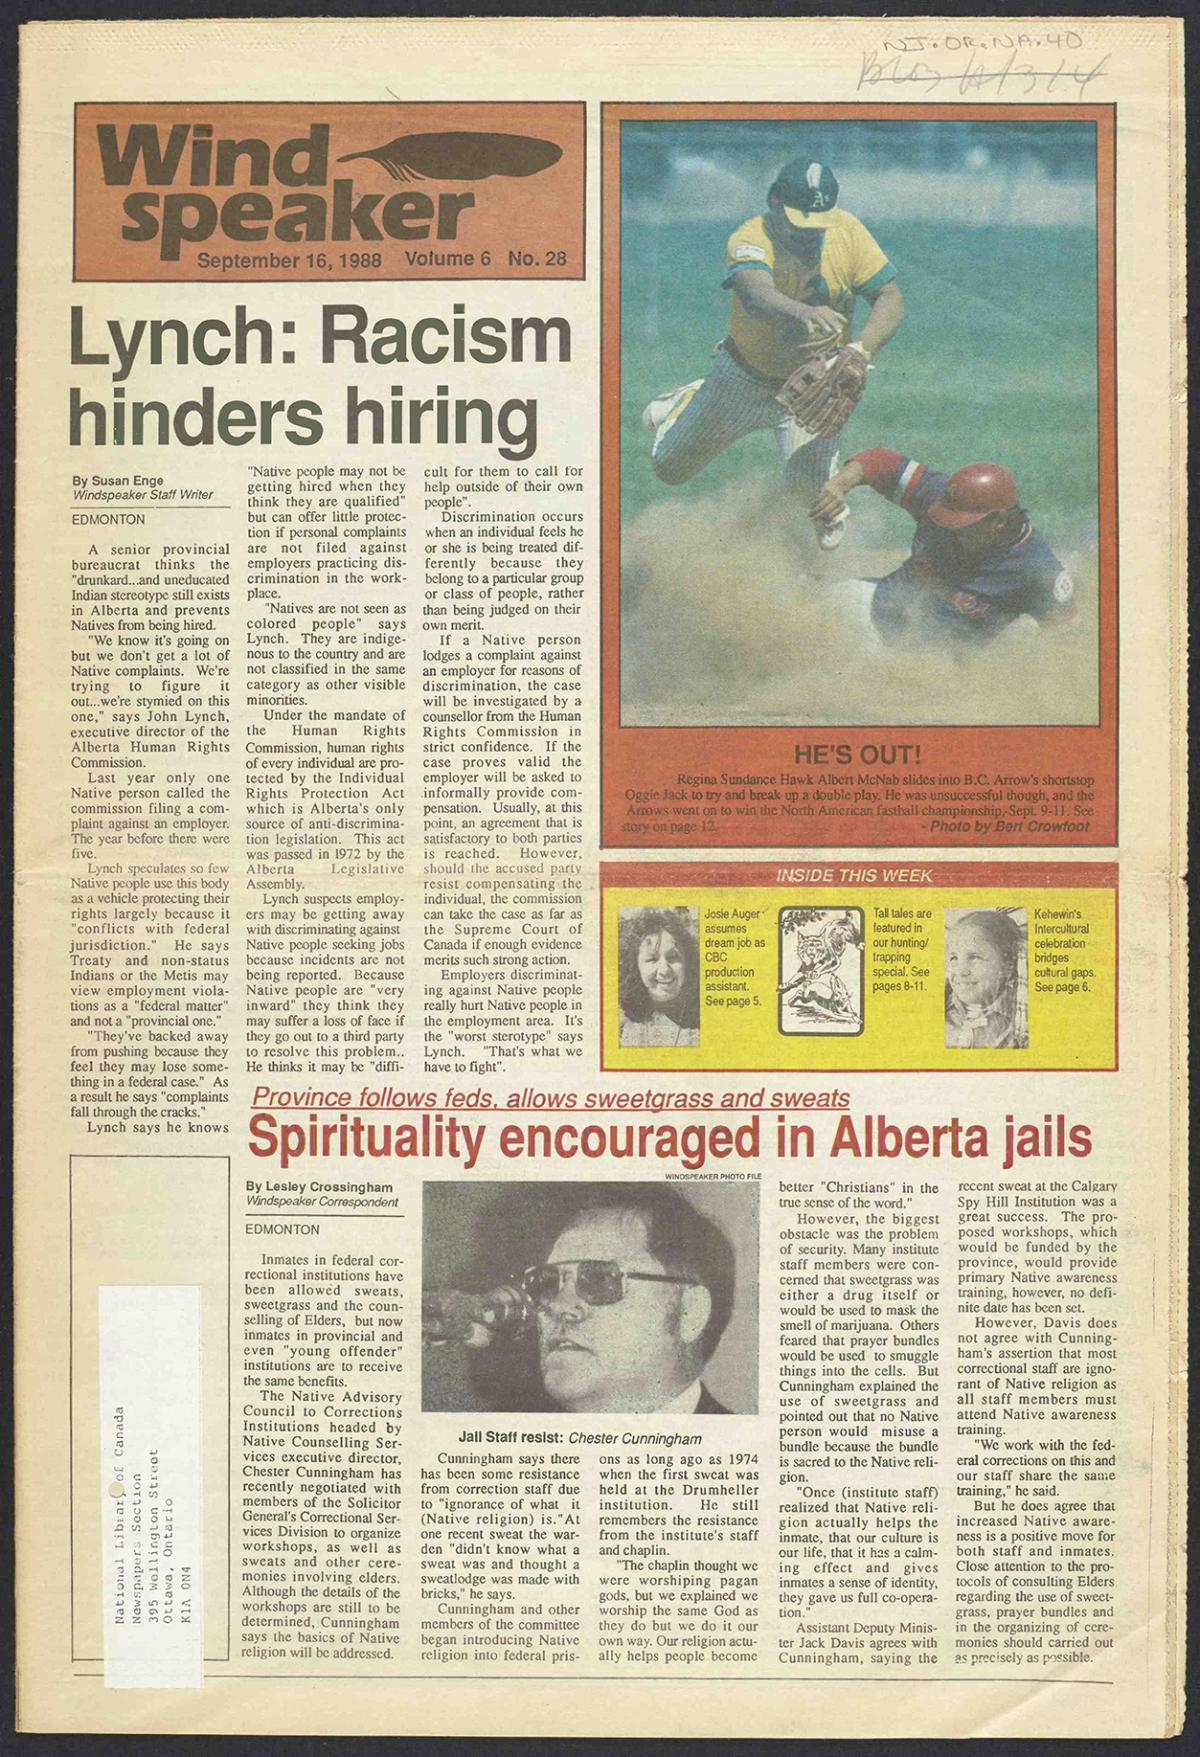 NJ.OR.NA.40
Wind
speaker
September 16, 1988 Volume 6 No. 28
Lynch: Racism
hinders hiring
By Susan Enge
Windspeaker Staff Writer
EDMONTON
A senior provincial
bureaucrat thinks the
"drunkard...and uneducated
Indian stereotype still exists
in Alberta and prevents
Natives from being hired.
"We know it's going on
but we don't get a lot of
Native complaints. We're
trying to figure it
out...we're stymied on this
one," says John Lynch,
executive director of the
Alberta Human Rights
Commission.
Last year only one
Native person called the
commission filing a com-
plaint against an employer.
The year before there were
five.
Lynch speculates so few
Native people use this body
as a vehicle protecting their
rights largely because it
"conflicts with federal
jurisdiction." He says
Treaty and non-status
Indians or the Metis may
view employment viola-
tions as a "federal matter"
and not a "provincial one."
"They've backed away
from pushing because they
feel they may lose some-
thing in a federal case." As
a result he says "complaints
fall through the cracks."
Lynch says he knows
"Native people may not be
getting hired when they
think they are qualified"
but can offer little protec-
tion if personal complaints
are not filed against
employers practicing dis-
crimination in the work-
place.
"Natives are not seen as
colored people" says
Lynch. They are indige-
nous to the country and are
not classified in the same
category as other visible
minorities.
Under the mandate of
the Human Rights
Commission, human rights
of every individual are pro-
tected by the Individual
Rights Protection Act
which is Alberta's only
source of anti-discrimina-
tion legislation. This act
was passed in 1972 by the
Alberta Legislative
Assembly.
Lynch suspects employ-
ers may be getting away
with discriminating against
Native people seeking jobs
because incidents are not
being reported. Because
Native people are "very
inward" they think they
may suffer a loss of face if
they go out to a third party
to resolve this problem..
He thinks it may be "diffi-
cult for them to call for
help outside of their own
people".
Discrimination occurs
when an individual feels he
or she is being treated dif-
ferently because they
belong to a particular group
or class of people, rather
than being judged on their
own merit.
If a Native person
lodges a complaint against
an employer for reasons of
discrimination, the case
will be investigated by a
counsellor from the Human
Rights Commission in
strict confidence. If the
case proves valid the
employer will be asked to
informally provide com-
pensation. Usually, at this
point, an agreement that is
satisfactory to both parties
is reached. However,
should the accused party
resist compensating the
individual, the commission
can take the case as far as
the Supreme Court of
Canada if enough evidence
merits such strong action.
Employers discriminat-
ing against Native people
really hurt Native people in
the employment area. It's
the "worst sterotype" says
Lynch. "That's what we
have to fight".
A's
HE'S OUT!
Regina Sundance Hawk Albert McNab slides into B.C. Arrow's shortstop
Oggie Jack to try and break up a double play. He was unsuccessful though, and the
Arrows went on to win the North American fastball championship, Sept. 9-11. See
story on page 12.
- Photo by Bert Crowfoot
INSIDE THIS WEEK
Josie Auger
assumes
dream job as
CBC
production
assistant.
See page 5.
Tall tales are
featured in
our hunting/
trapping
special. See
pages 8-11.
Kehewin's
Intercultural
celebration
bridges
cultural gaps.
See page 6.
Province follows feds, allows sweetgrass and sweats
Spirituality encouraged in Alberta jails
By Lesley Crossingham
Windspeaker Correspondent
EDMONTON
Inmates in federal cor-
rectional institutions have
been allowed sweats,
sweetgrass and the coun-
selling of Elders, but now
inmates in provincial and
even "young offender"
institutions are to receive
the same benefits.
The Native Advisory
Council to Corrections
Institutions headed by
Native Counselling Ser-
vices executive director,
Chester Cunningham has
recently negotiated with
members of the Solicitor
General's Correctional Ser-
vices Division to organize
workshops, as well as
sweats and other cere-
monies involving elders.
Although the details of the
workshops are still to be
determined, Cunningham
says the basics of Native
religion will be addressed.
WINDSPEAKER PHOTO FILE
Jail Staff resist: Chester Cunningham
Cunningham says there
has been some resistance
from correction staff due
to "ignorance of what it
(Native religion) is."At
one recent sweat the war-
den "didn't know what a
sweat was and thought a
sweatlodge was made with
bricks," he says.
Cunningham and other
members of the committee
began introducing Native
religion into federal pris-
ons as long ago as 1974
when the first sweat was
held at the Drumheller
institution. He still
remembers the resistance
from the institute's staff
and chaplin.
"The chaplin thought we
were worshiping pagan
gods, but we explained we
worship the same God as
they do but we do it our
own way. Our religion actu-
ally helps people become
better "Christians" in the
true sense of the word."
However, the biggest
obstacle was the problem
of security. Many institute
staff members were con-
cerned that sweetgrass was
either a drug itself or
would be used to mask the
smell of marijuana. Others
feared that prayer bundles
would be used to smuggle
things into the cells. But
Cunningham explained the
use of sweetgrass and
pointed out that no Native
person would misuse a
bundle because the bundle
is sacred to the Native reli-
gion.
"Once (institute staff)
realized that Native reli-
gion actually helps the
inmate, that our culture is
our life, that it has a calm-
ing effect and gives
inmates a sense of identity,
they gave us full co-opera-
tion."
Assistant Deputy Minis-
ter Jack Davis agrees with
Cunningham, saying the
recent sweat at the Calgary
Spy Hill Institution was a
great success. The pro-
posed workshops, which
would be funded by the
province, would provide
primary Native awareness
training, however, no defi-
nite date has been set.
However, Davis does
not agree with Cunning-
ham's assertion that most
correctional staff are igno-
rant of Native religion as
all staff members must
attend Native awareness
training.
"We work with the fed-
eral corrections on this and
our staff share the same
training," he said.
But he does agree that
increased Native aware-
ness is a positive move for
both staff and inmates.
Close attention to the pro-
tocols of consulting Elders
regarding the use of sweet-
grass, prayer bundles and
in the organizing of cere-
monies should carried out
as precisely as possible.
National Library of Canada
Newspapers Section
395 Wellington Street
Ottawa, Ontario
K1A 0N4